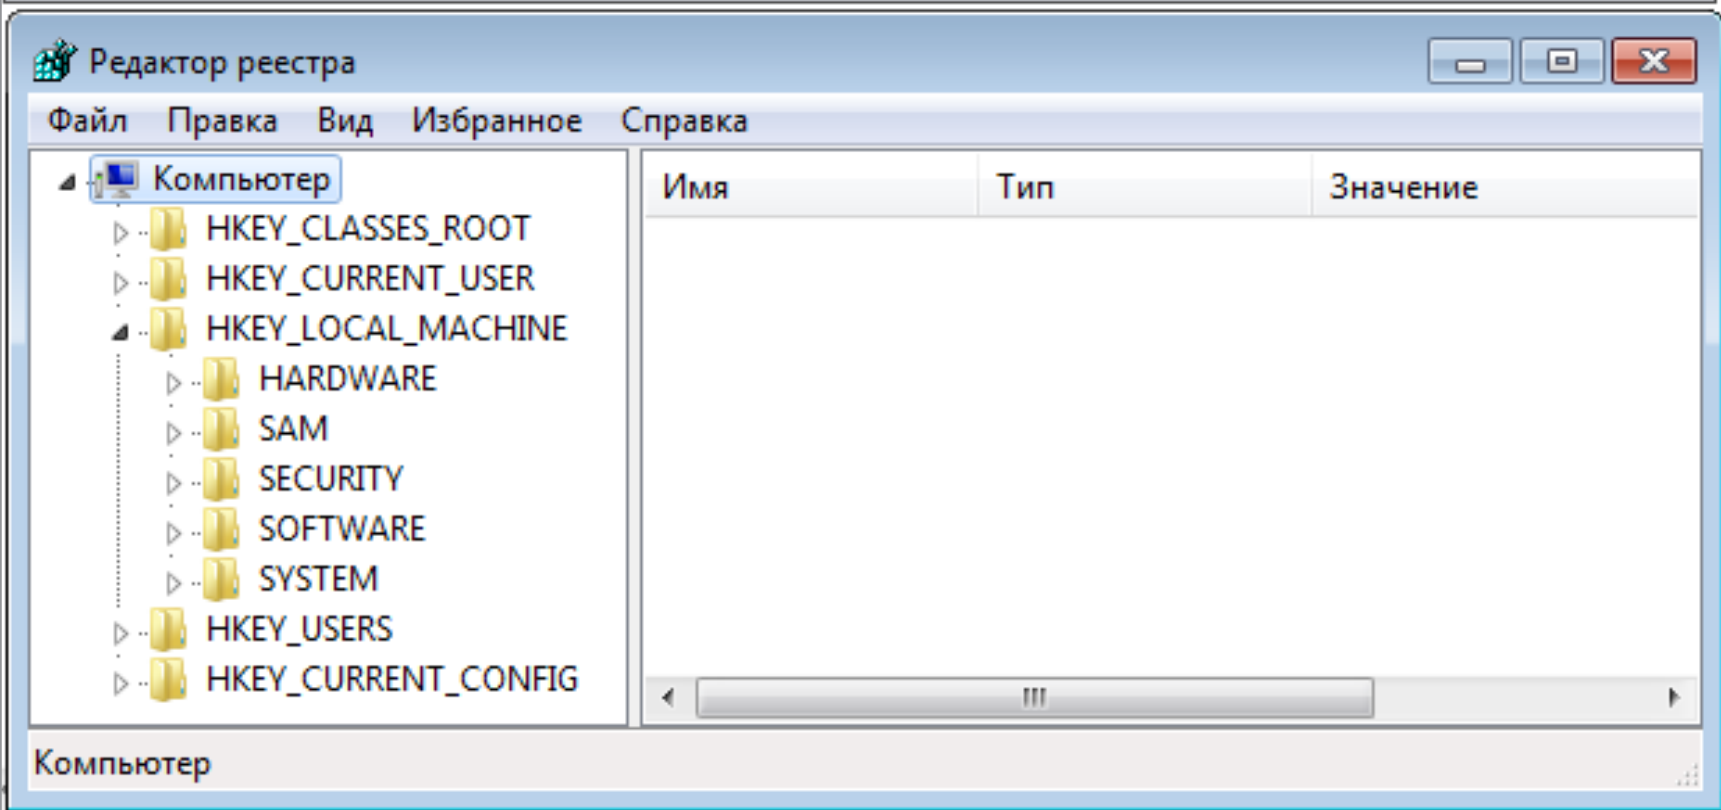 Редактор реестра
Файл Правка Вид Избранное Справка
Компьютер
HKEY_CLASSES_ROOT
HKEY_CURRENT_USER
HKEY_LOCAL_MACHINE
HARDWARE
SAM
SECURITY
SOFTWARE
SYSTEM
HKEY_USERS
HKEY_CURRENT_CONFIG
Имя Тип Значение
Компьютер